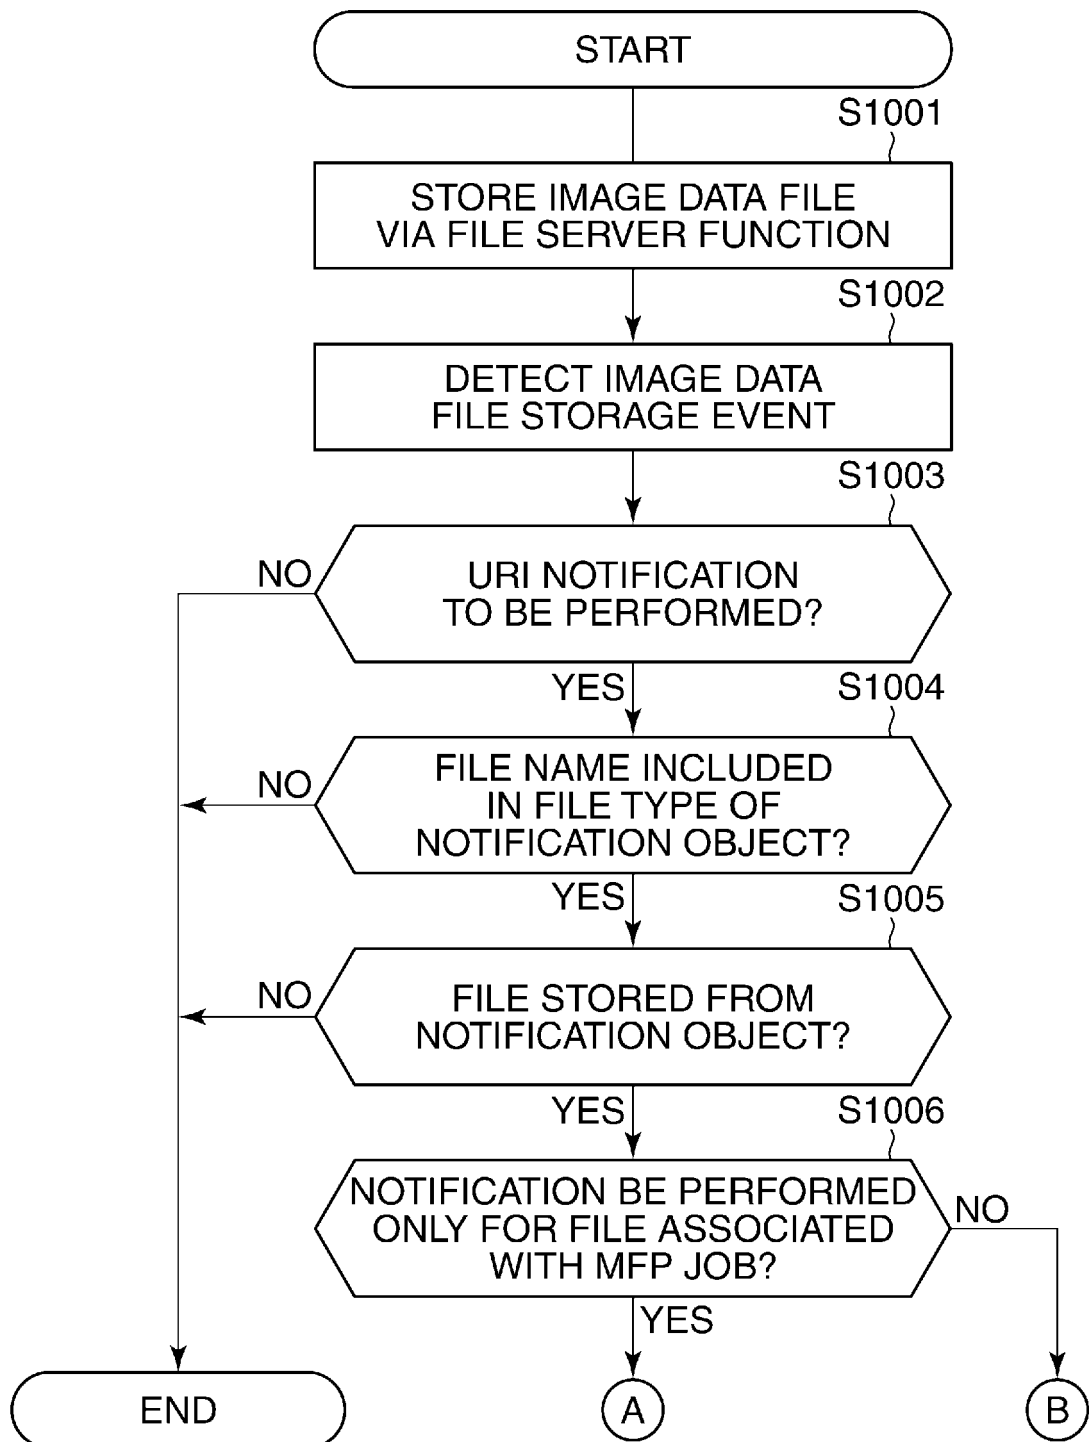 START
S1001
STORE IMAGE DATA FILE
VIA FILE SERVER FUNCTION
S1002
DETECT IMAGE DATA
FILE STORAGE EVENT
S1003
NO
URI NOTIFICATION
TO BE PERFORMED?
YES
S1004
NO
FILE NAME INCLUDED
IN FILE TYPE OF
NOTIFICATION OBJECT?
YES
S1005
NO
FILE STORED FROM
NOTIFICATION OBJECT?
YES
S1006
NOTIFICATION BE PERFORMED
ONLY FOR FILE ASSOCIATED
WITH MFP JOB?
NO
YES
END
A
B